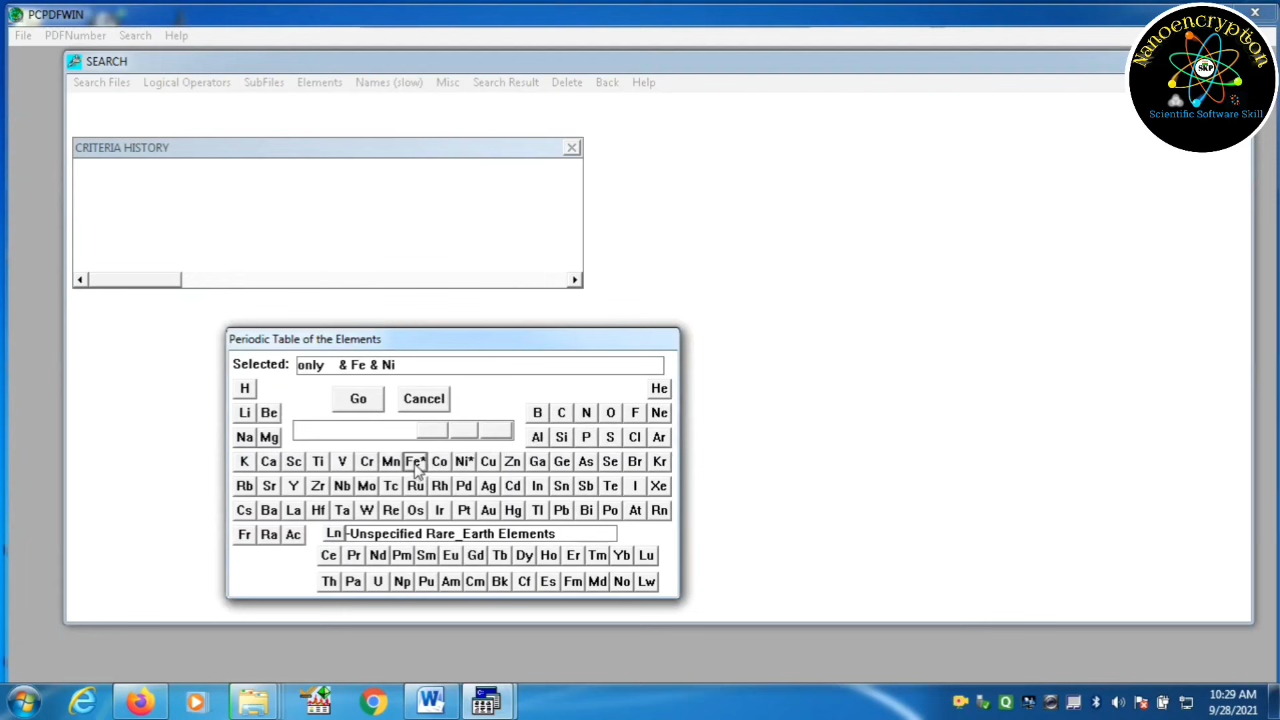 PCPDFWIN
File PDFNumber Search Help
SEARCH
Search Files Logical Operators SubFiles Elements Names (slow) Misc Search Result Delete Back Help
CRITERIA HISTORY
Periodic Table of the Elements
Selected: only & Fe & Ni
H He
Go Cancel
Li Be B C N O F Ne
Na Mg Al Si P S Cl Ar
K Ca Sc Ti V Cr Mn Fe* Co Ni* Cu Zn Ga Ge As Se Br Kr
Rb Sr Y Zr Nb Mo Tc Ru Rh Pd Ag Cd In Sn Sb Te I Xe
Cs Ba La Hf Ta W Re Os Ir Pt Au Hg Tl Pb Bi Po At Rn
Fr Ra Ac Ln -Unspecified Rare_Earth Elements
Ce Pr Nd Pm Sm Eu Gd Tb Dy Ho Er Tm Yb Lu
Th Pa U Np Pu Am Cm Bk Cf Es Fm Md No Lw
Nanoencryption
SKP
Scientific Software Skill
10:29 AM
9/28/2021